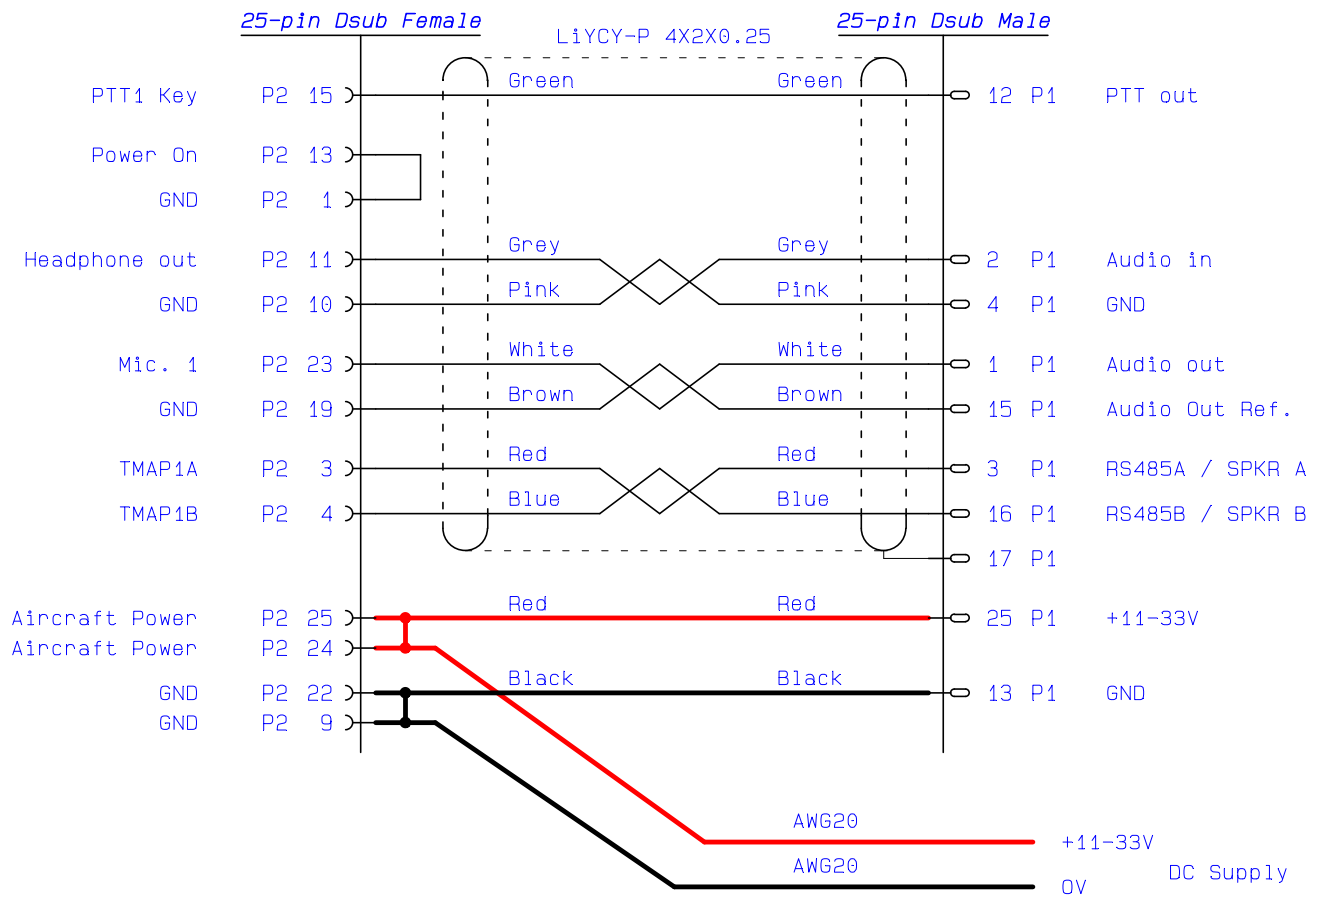 25-pin Dsub Female 25-pin Dsub Male
LiYCY-P 4X2X0.25
Green Green
PTT1 Key P2 15 12 P1 PTT out
Power On P2 13
GND P2 1
Grey Grey
Headphone out P2 11 2 P1 Audio in
Pink Pink
GND P2 10 4 P1 GND
White White
Mic. 1 P2 23 1 P1 Audio out
Brown Brown
GND P2 19 15 P1 Audio Out Ref.
Red Red
TMAP1A P2 3 3 P1 RS485A / SPKR A
Blue Blue
TMAP1B P2 4 16 P1 RS485B / SPKR B
17 P1
Red Red
Aircraft Power P2 25 25 P1 +11-33V
Aircraft Power P2 24
Black Black
GND P2 22 13 P1 GND
GND P2 9
AWG20
+11-33V
AWG20
DC Supply
0V